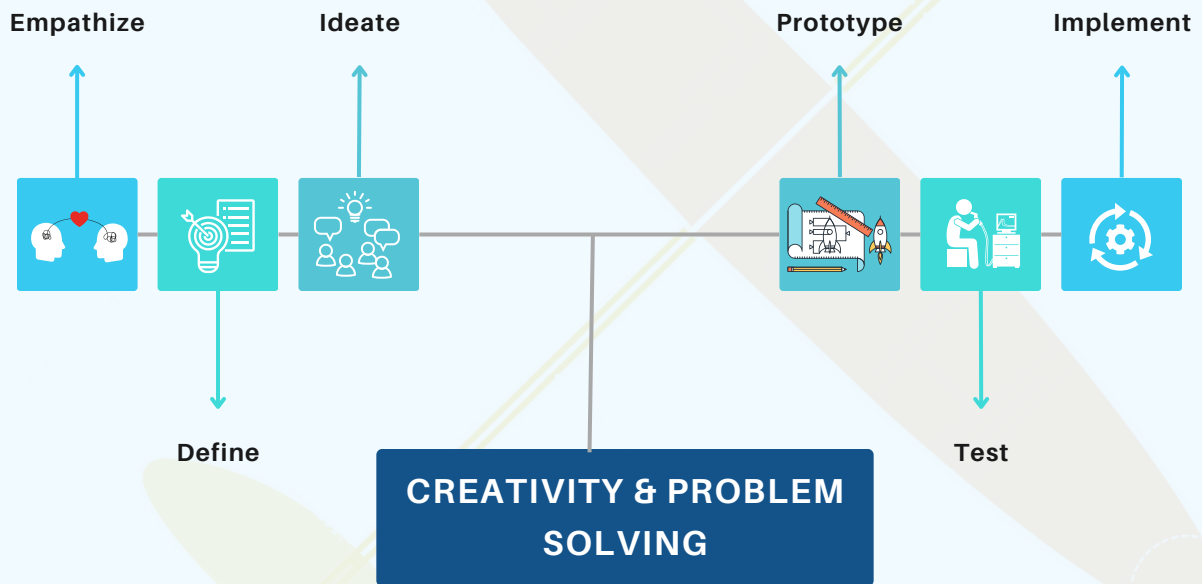 Empathize
Ideate
Prototype
Implement
Define
Test
CREATIVITY & PROBLEM
SOLVING